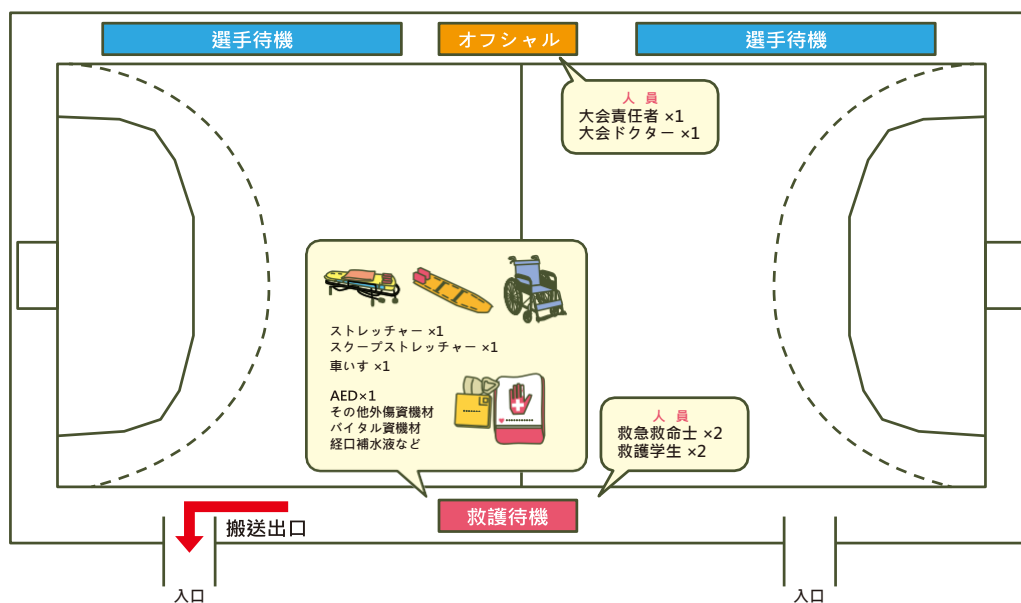 選手待機
オフシャル
選手待機
人員
大会責任者 ×1
大会ドクター ×1
ストレッチャー ×1
スクープストレッチャー ×1
車いす ×1
AED×1
その他外傷資機材
バイタル資機材
経口補水液など
人員
救急救命士 ×2
救護学生 ×2
救護待機
搬送出口
入口
入口